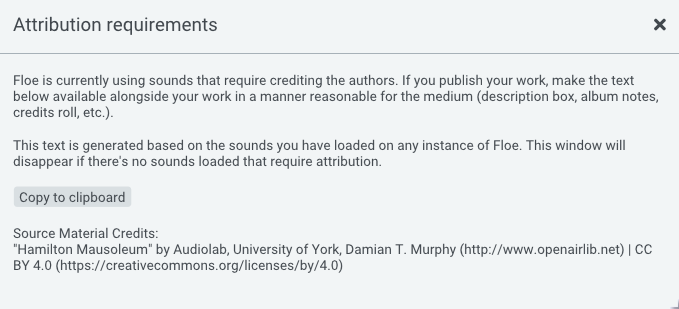 Attribution requirements
Floe is currently using sounds that require crediting the authors. If you publish your work, make the text
below available alongside your work in a manner reasonable for the medium (description box, album notes,
credits roll, etc.).
This text is generated based on the sounds you have loaded on any instance of Floe. This window will
disappear if there's no sounds loaded that require attribution.
Copy to clipboard
Source Material Credits:
"Hamilton Mausoleum" by Audiolab, University of York, Damian T. Murphy (http://www.openairlib.net) | CC
BY 4.0 (https://creativecommons.org/licenses/by/4.0)